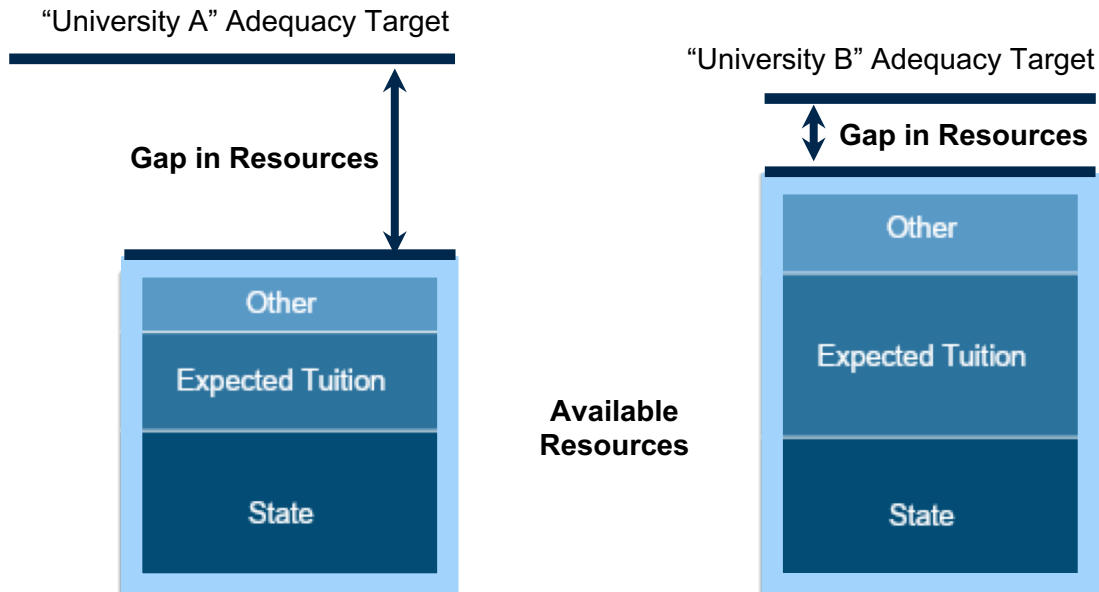 “University A” Adequacy Target
Gap in Resources
Other
Expected Tuition
State
Available
Resources
“University B” Adequacy Target
Gap in Resources
Other
Expected Tuition
State